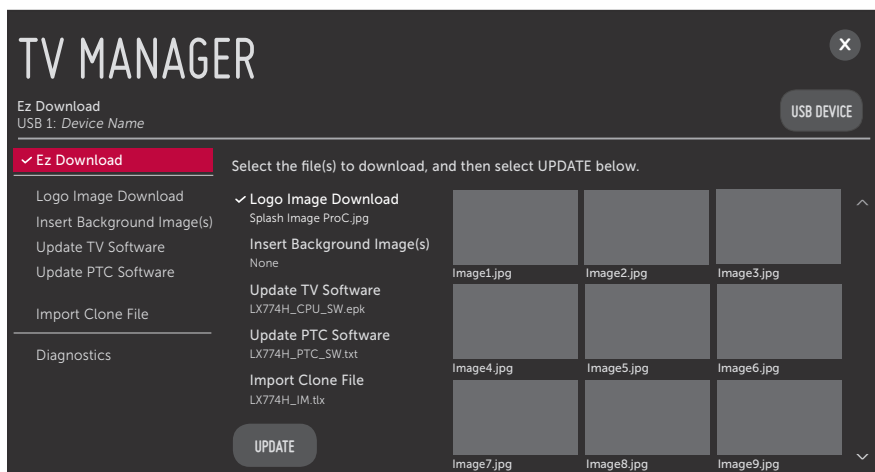 TV MANAGER
X
Ez Download
USB 1: Device Name
USB DEVICE
Ez Download
Logo Image Download
Insert Background Image(s)
Update TV Software
Update PTC Software
Import Clone File
Diagnostics
Select the file(s) to download, and then select UPDATE below.
Logo Image Download
Splash Image ProC.jpg
Insert Background Image(s)
None
Update TV Software
LX774H_CPU_SW.epk
Update PTC Software
LX774H_PTC_SW.txt
Import Clone File
LX774H_IM.tlx
UPDATE
Image1.jpg
Image2.jpg
Image3.jpg
Image4.jpg
Image5.jpg
Image6.jpg
Image7.jpg
Image8.jpg
Image9.jpg